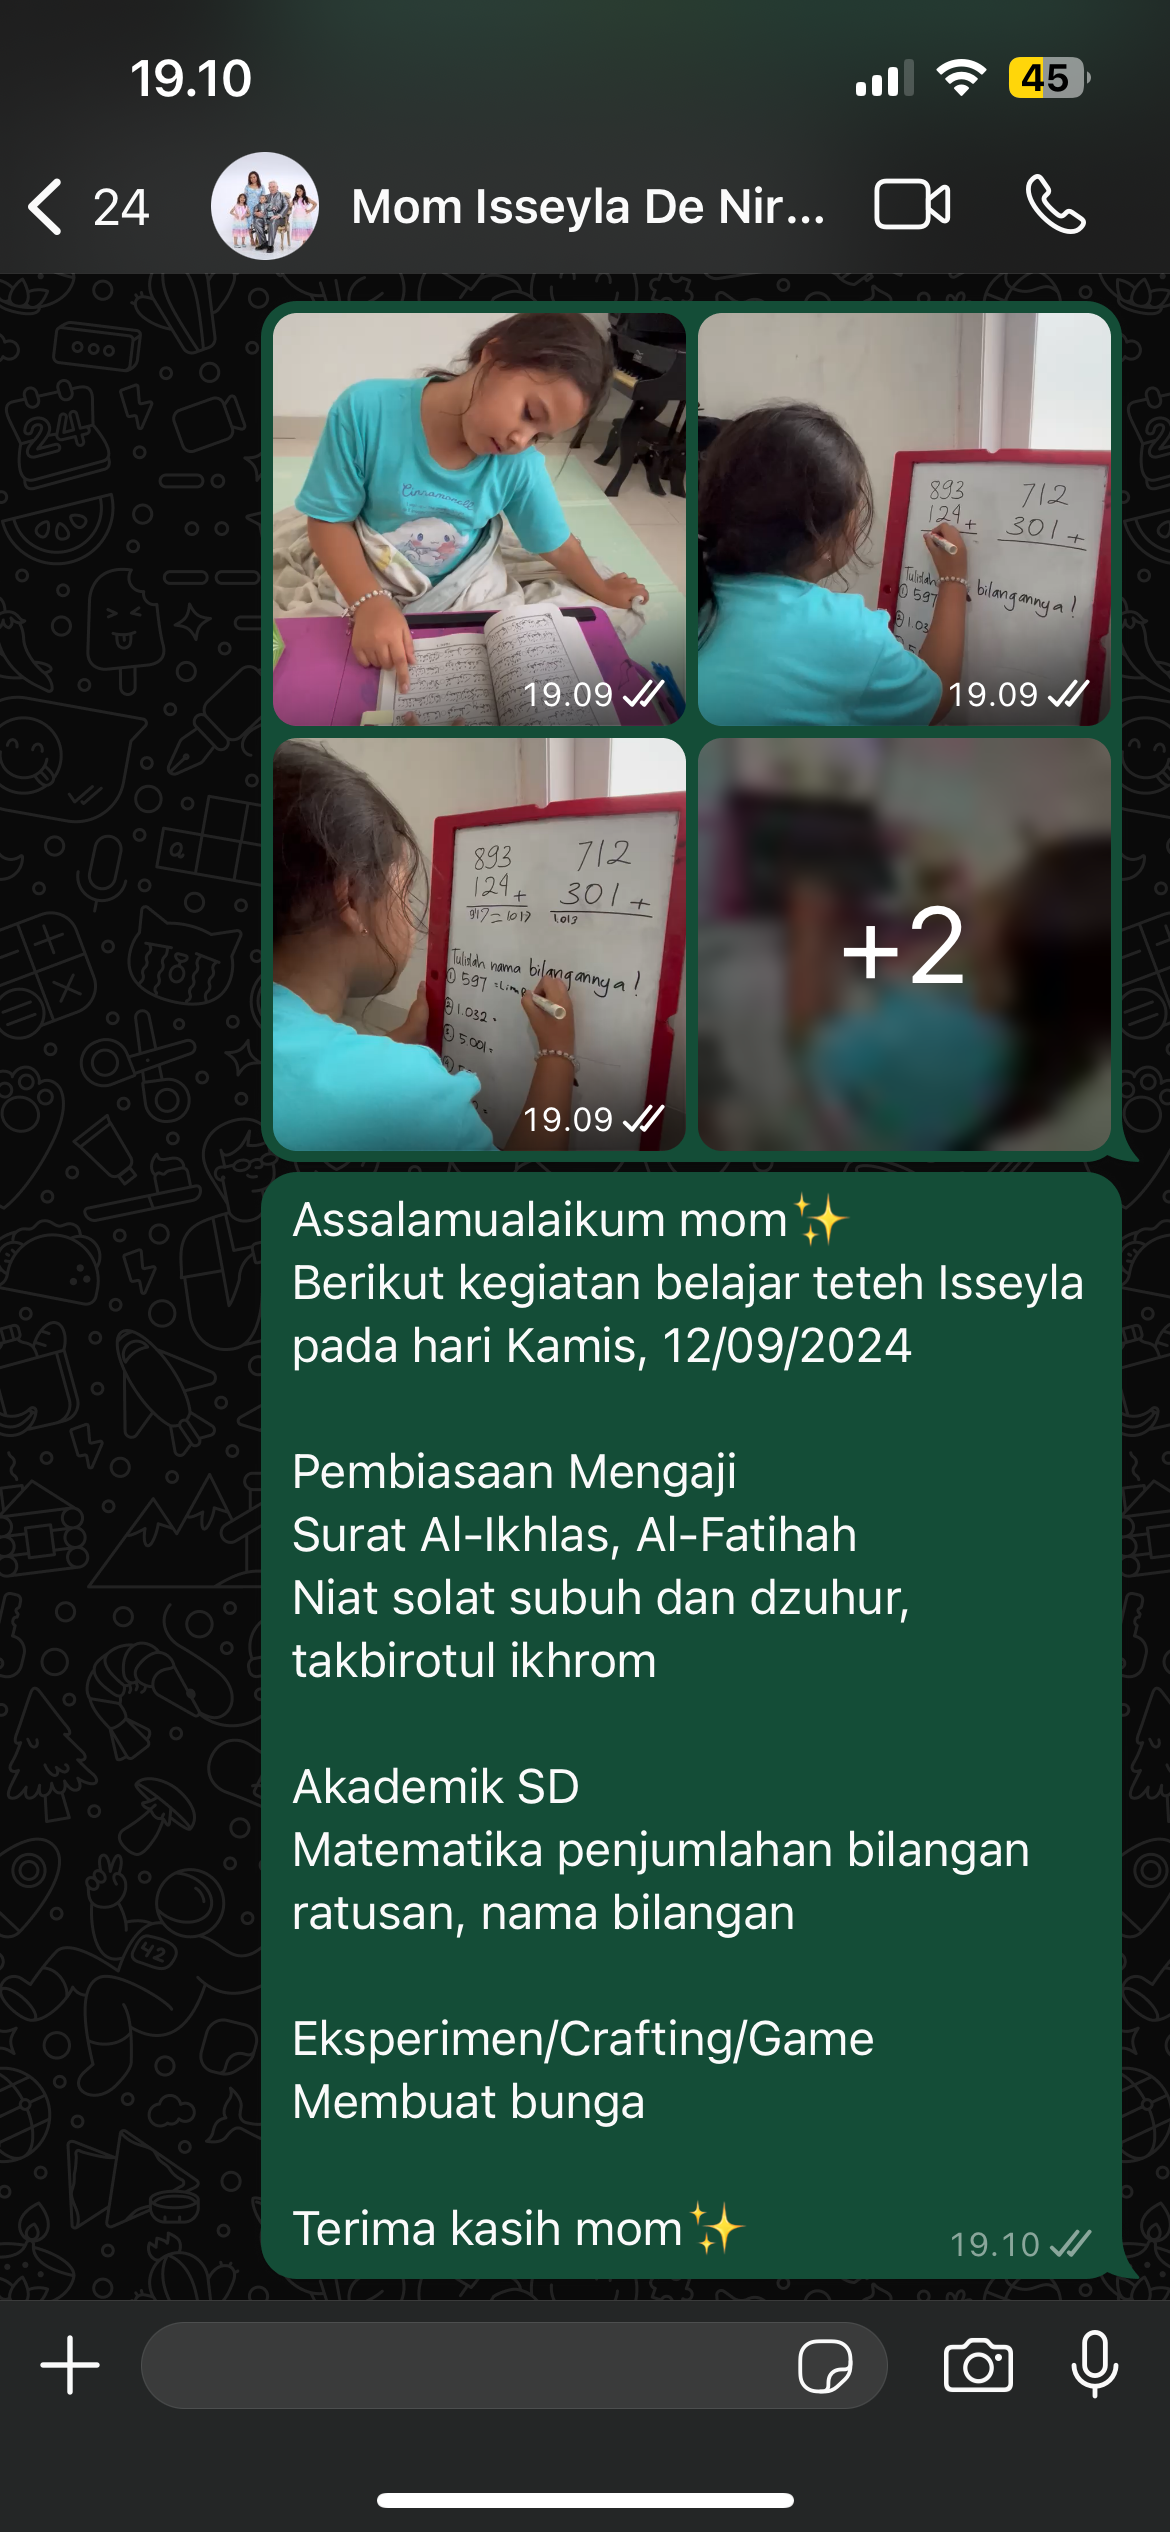 19.10
45
24
Mom Isseyla De Nir...
Cinnamoroll
19.09
893
712
124 +
301 +
Tulislah
bilangannya!
① 597
② 1.03
19.09
893
712
124 +
301 +
917 = 1017
1.013
Tulislah nama bilangannya!
① 597 = Lima
② 1.032 =
③ 5.001 =
19.09
+2
Assalamualaikum mom✨
Berikut kegiatan belajar teteh Isseyla
pada hari Kamis, 12/09/2024
Pembiasaan Mengaji
Surat Al-Ikhlas, Al-Fatihah
Niat solat subuh dan dzuhur,
takbirotul ikhrom
Akademik SD
Matematika penjumlahan bilangan
ratusan, nama bilangan
Eksperimen/Crafting/Game
Membuat bunga
Terima kasih mom✨
19.10